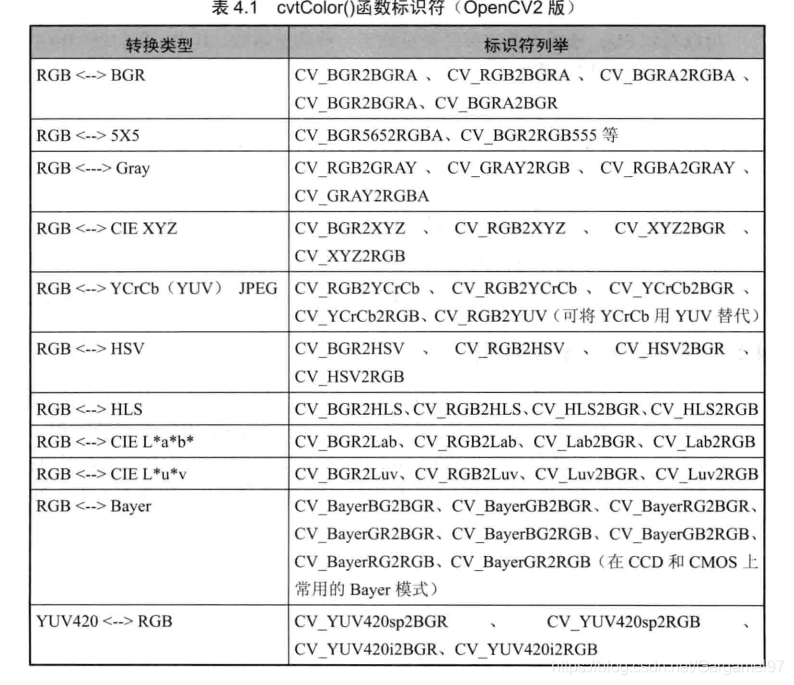 表 4.1 cvtColor()函数标识符（OpenCV2 版）
转换类型 标识符列举
RGB <--> BGR CV_BGR2BGRA 、 CV_RGB2BGRA 、 CV_BGRA2RGBA 、
CV_BGR2BGRA、CV_BGRA2BGR
RGB <--> 5X5 CV_BGR5652RGBA、CV_BGR2RGB555 等
RGB <---> Gray CV_RGB2GRAY 、 CV_GRAY2RGB 、 CV_RGBA2GRAY 、
CV_GRAY2RGBA
RGB <--> CIE XYZ CV_BGR2XYZ 、 CV_RGB2XYZ 、 CV_XYZ2BGR 、
CV_XYZ2RGB
RGB <--> YCrCb（YUV） JPEG CV_RGB2YCrCb 、 CV_RGB2YCrCb 、 CV_YCrCb2BGR 、
CV_YCrCb2RGB、CV_RGB2YUV（可将 YCrCb 用 YUV 替代）
RGB <--> HSV CV_BGR2HSV 、 CV_RGB2HSV 、 CV_HSV2BGR 、
CV_HSV2RGB
RGB <--> HLS CV_BGR2HLS、CV_RGB2HLS、CV_HLS2BGR、CV_HLS2RGB
RGB <--> CIE L*a*b* CV_BGR2Lab、CV_RGB2Lab、CV_Lab2BGR、CV_Lab2RGB
RGB <--> CIE L*u*v CV_BGR2Luv、CV_RGB2Luv、CV_Luv2BGR、CV_Luv2RGB
RGB <--> Bayer CV_BayerBG2BGR、CV_BayerGB2BGR、CV_BayerRG2BGR、
CV_BayerGR2BGR、CV_BayerBG2RGB、CV_BayerGB2RGB、
CV_BayerRG2RGB、CV_BayerGR2RGB（在 CCD 和 CMOS 上
常用的 Bayer 模式）
YUV420 <--> RGB CV_YUV420sp2BGR 、 CV_YUV420sp2RGB 、
CV_YUV420i2BGR、CV_YUV420i2RGB
https://blog.csdn.net/Gargamel97